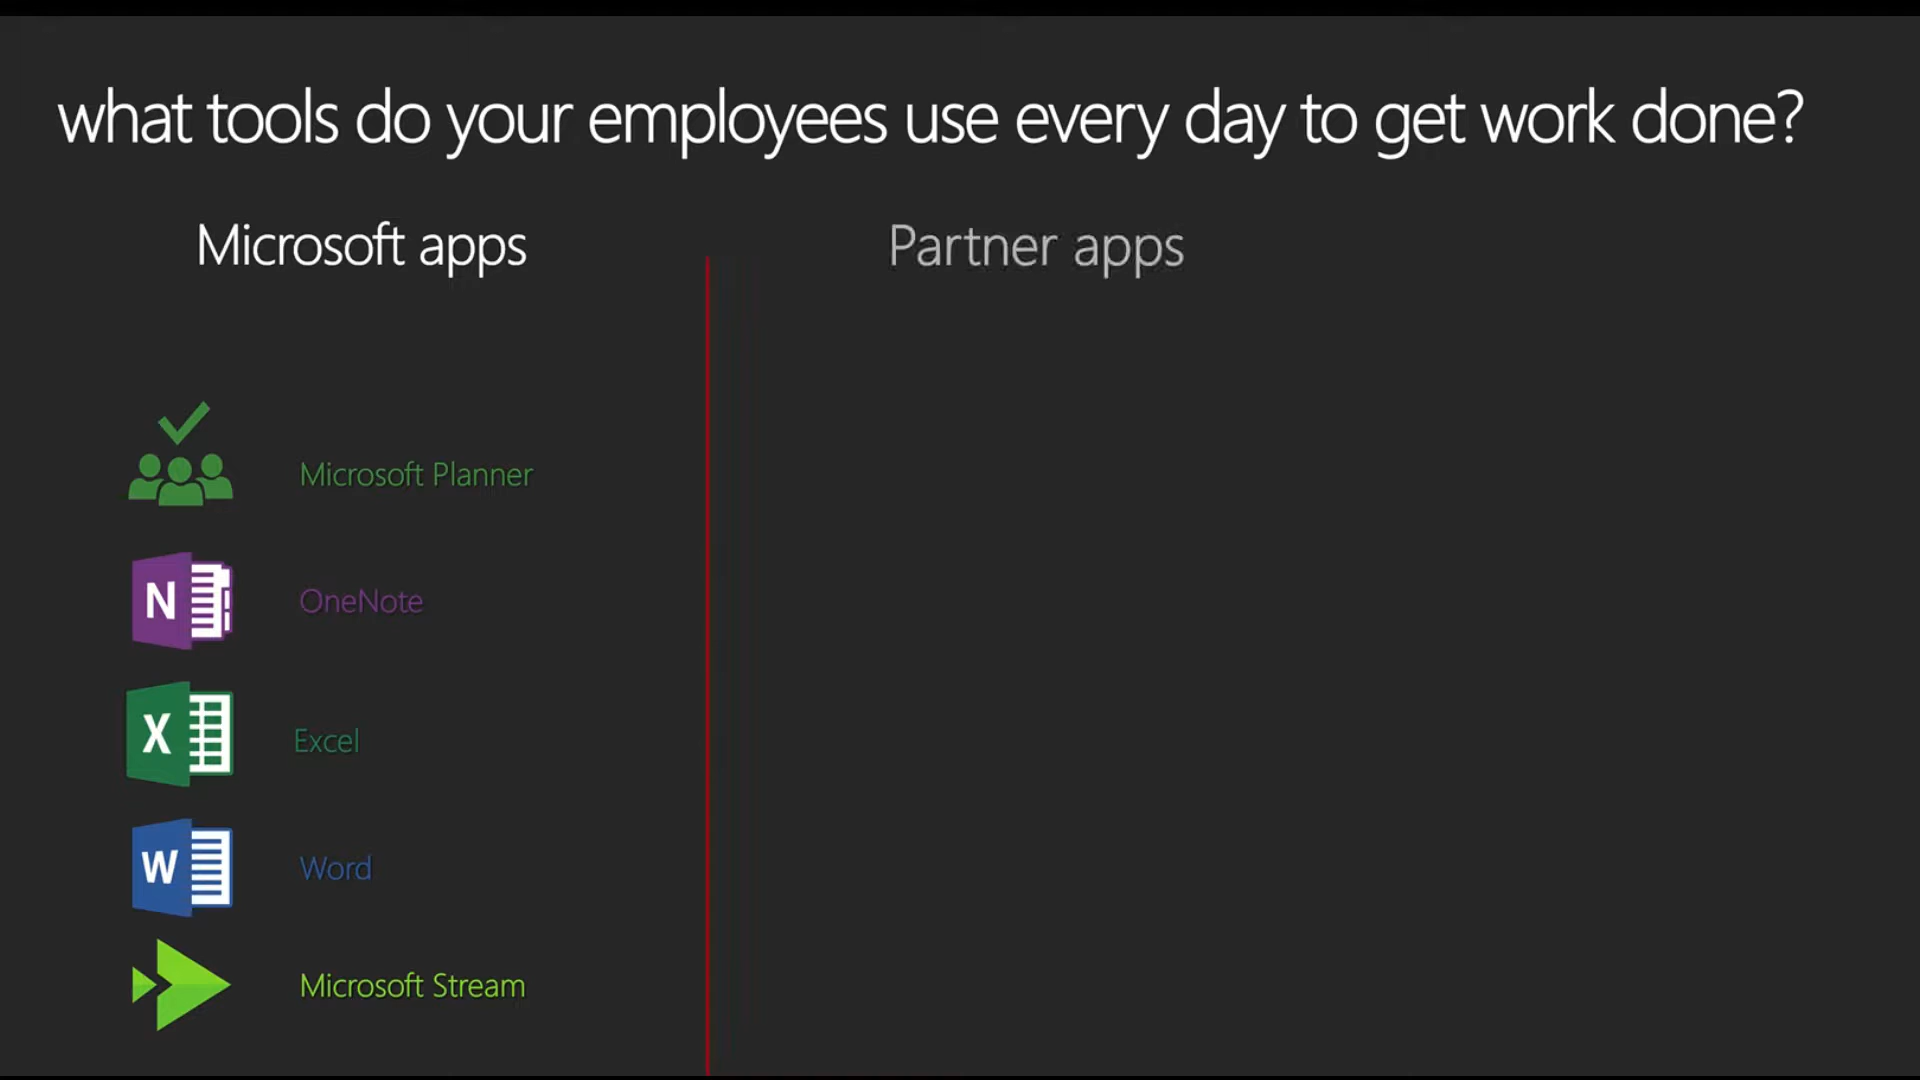 what tools do your employees use every day to get work done?
Microsoft apps
Partner apps
Microsoft Planner
N
OneNote
X
Excel
W
Word
Microsoft Stream